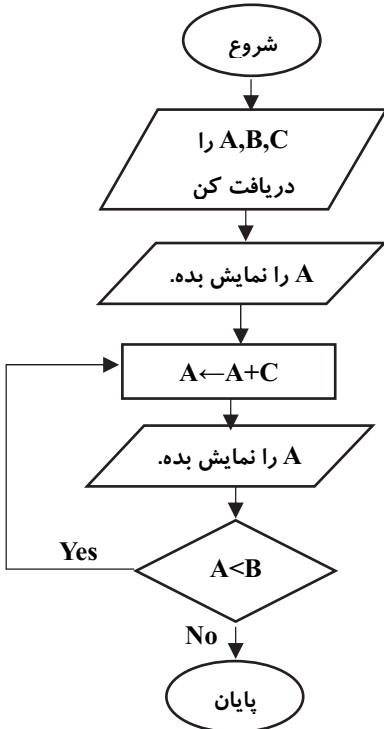 شروع
A,B,C را
دریافت کن
A را نمایش بده.
A←A+C
A را نمایش بده.
Yes
A<B
No
پایان